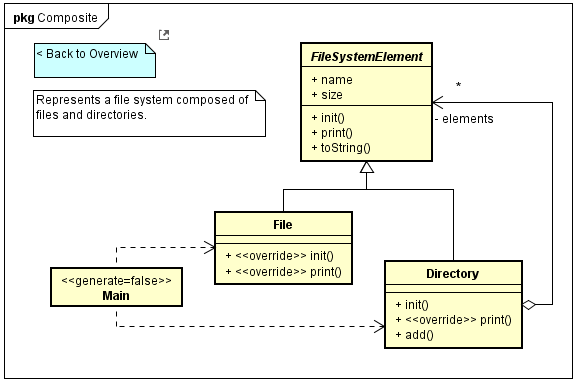 pkg Composite
< Back to Overview
Represents a file system composed of
files and directories.
FileSystemElement
+ name
+ size
+ init()
+ print()
+ toString()
*
- elements
File
+ <<override>> init()
+ <<override>> print()
<<generate=false>>
Main
Directory
+ init()
+ <<override>> print()
+ add()